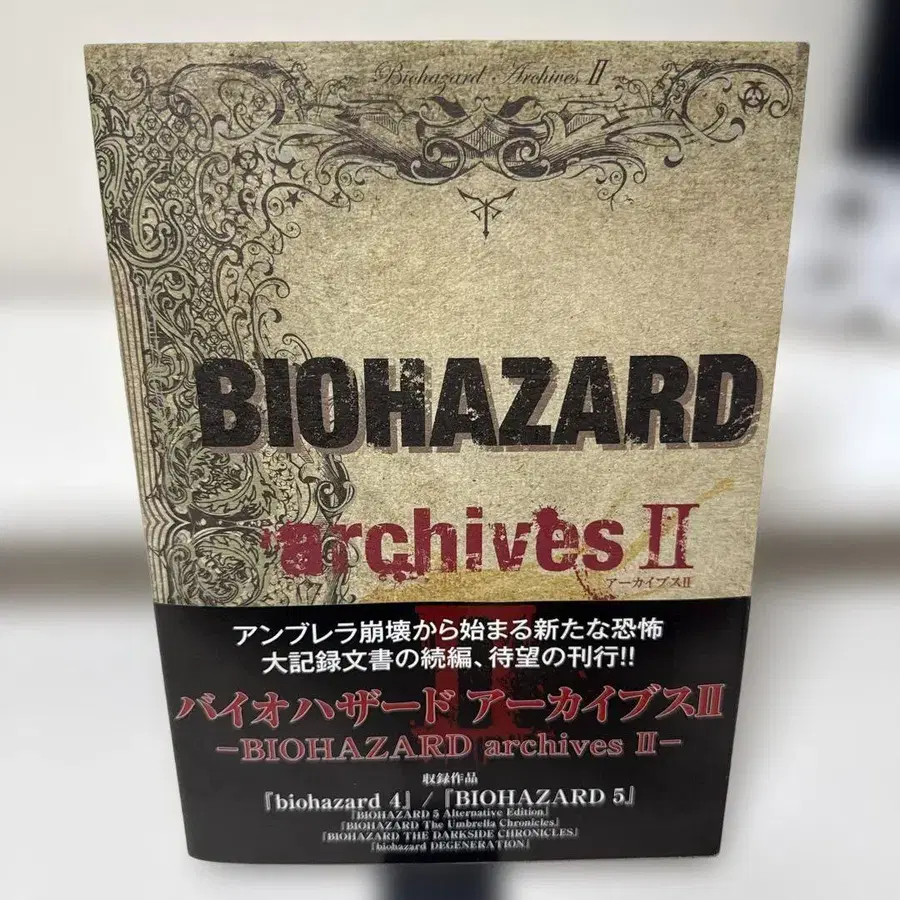 Biohazard Archives II
BIOHAZARD
archives II
アーカイブスII
アンブレラ崩壊から始まる新たな恐怖
大記録文書の続編、待望の刊行!!
バイオハザード アーカイブスII
−BIOHAZARD archives II−
収録作品
『biohazard 4』/『BIOHAZARD 5』
『BIOHAZARD 5 Alternative Edition』
『BIOHAZARD The Umbrella Chronicles』
『BIOHAZARD THE DARKSIDE CHRONICLES』
『biohazard DEGENERATION』